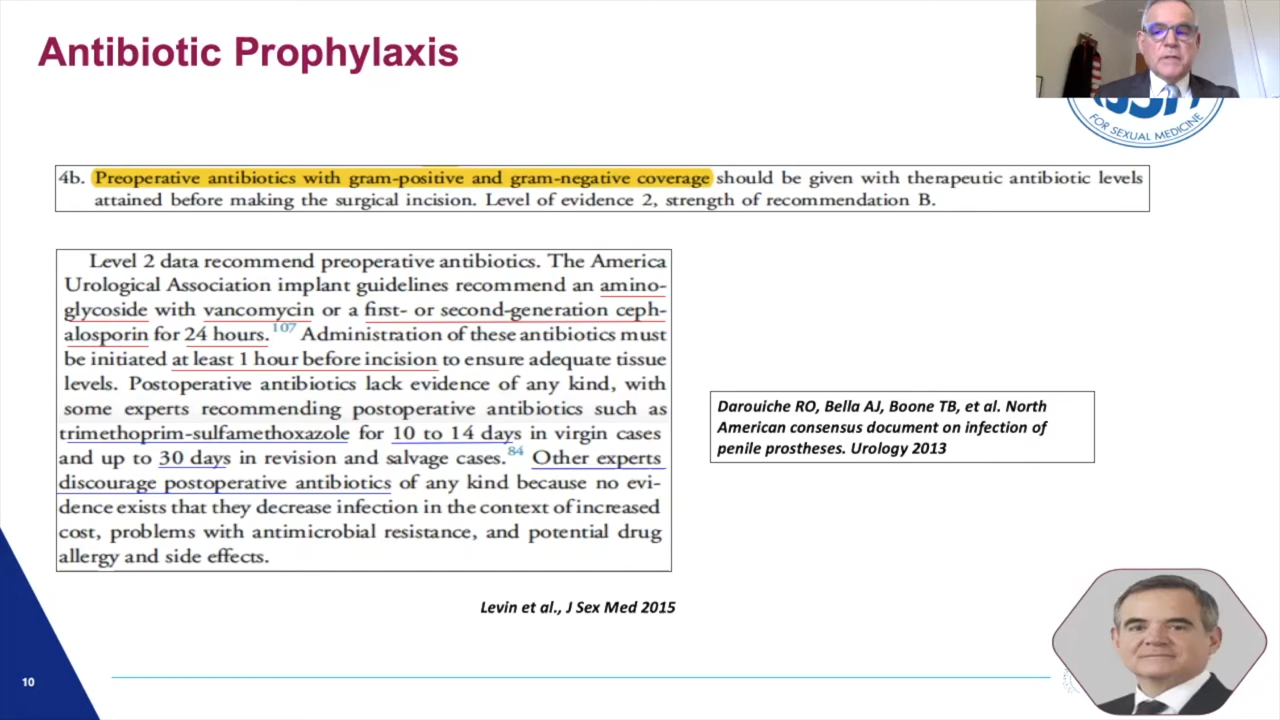 Antibiotic Prophylaxis
FOR SEXUAL MEDICINE
4b. Preoperative antibiotics with gram-positive and gram-negative coverage should be given with therapeutic antibiotic levels
attained before making the surgical incision. Level of evidence 2, strength of recommendation B.
Level 2 data recommend preoperative antibiotics. The America
Urological Association implant guidelines recommend an amino-
glycoside with vancomycin or a first- or second-generation ceph-
alosporin for 24 hours.107 Administration of these antibiotics must
be initiated at least 1 hour before incision to ensure adequate tissue
levels. Postoperative antibiotics lack evidence of any kind, with
some experts recommending postoperative antibiotics such as
trimethoprim-sulfamethoxazole for 10 to 14 days in virgin cases
and up to 30 days in revision and salvage cases.84 Other experts
discourage postoperative antibiotics of any kind because no evi-
dence exists that they decrease infection in the context of increased
cost, problems with antimicrobial resistance, and potential drug
allergy and side effects.
Darouiche RO, Bella AJ, Boone TB, et al. North
American consensus document on infection of
penile prostheses. Urology 2013
Levin et al., J Sex Med 2015
10